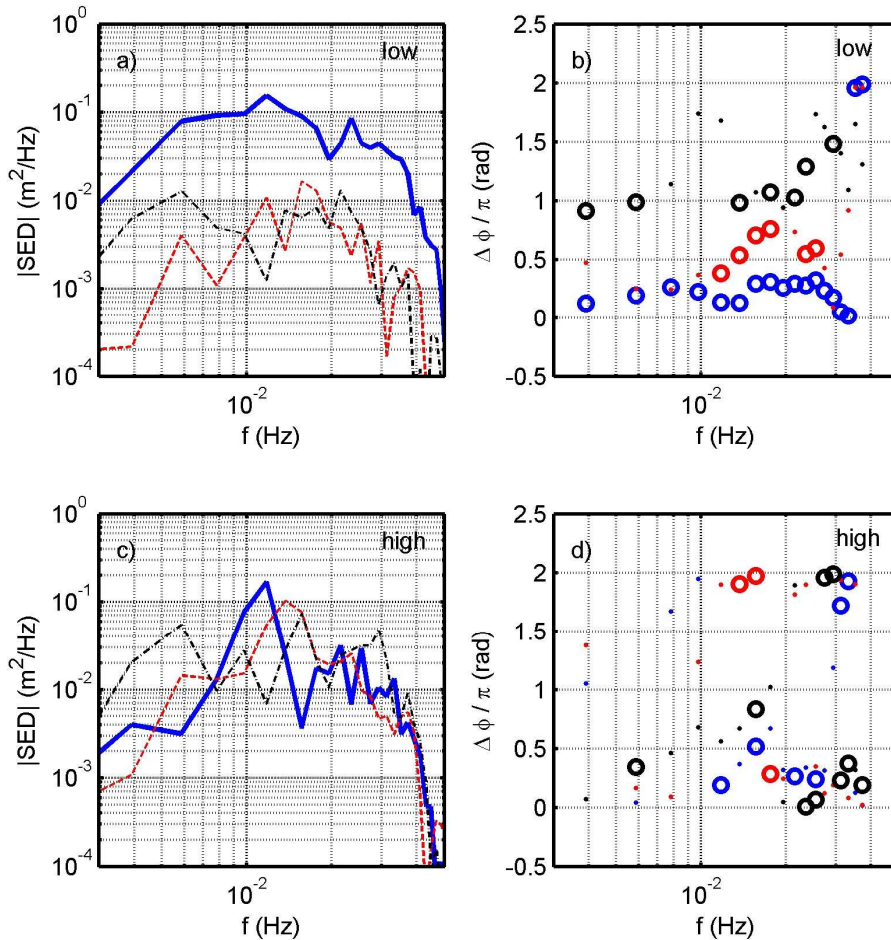 a)
low
10^0
10^-1
10^-2
10^-3
10^-4
|SED| (m^2/Hz)
10^-2
f (Hz)
b)
low
2.5
2
1.5
1
0.5
0
-0.5
Δ ϕ / π (rad)
10^-2
f (Hz)
c)
high
10^0
10^-1
10^-2
10^-3
10^-4
|SED| (m^2/Hz)
10^-2
f (Hz)
d)
high
2.5
2
1.5
1
0.5
0
-0.5
Δ ϕ / π (rad)
10^-2
f (Hz)